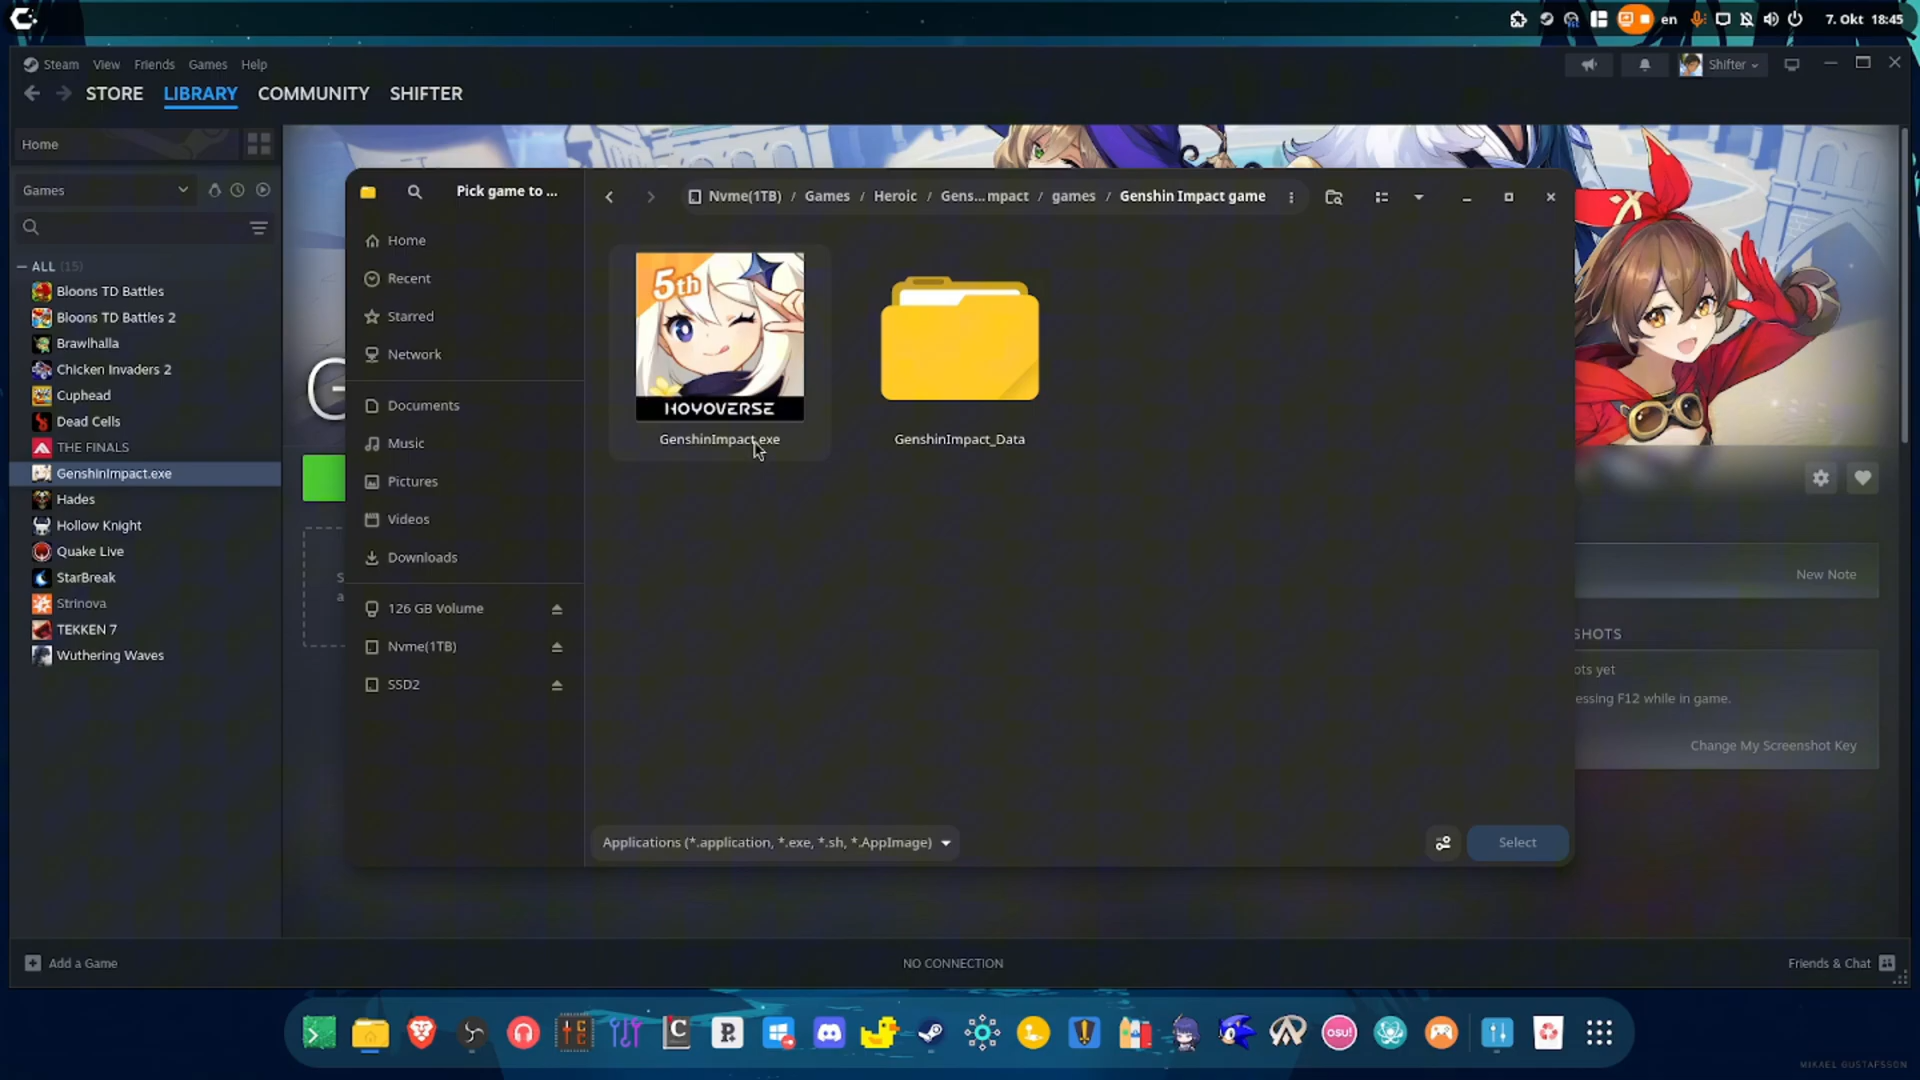 en
7. Okt 18:45
Steam View Friends Games Help
Shifter
STORE LIBRARY COMMUNITY SHIFTER
Home
Games
ALL (15)
Bloons TD Battles
Bloons TD Battles 2
Brawlhalla
Chicken Invaders 2
Cuphead
Dead Cells
THE FINALS
GenshinImpact.exe
Hades
Hollow Knight
Quake Live
StarBreak
Strinova
TEKKEN 7
Wuthering Waves
Pick game to ...
Nvme(1TB) / Games / Heroic / Gens...mpact / games / Genshin Impact game
Home
Recent
Starred
Network
Documents
Music
Pictures
Videos
Downloads
126 GB Volume
Nvme(1TB)
SSD2
5th
HOYOVERSE
GenshinImpact.exe
GenshinImpact_Data
Applications (*.application, *.exe, *.sh, *.AppImage)
Select
G
S
a
New Note
SHOTS
ots yet
essing F12 while in game.
Change My Screenshot Key
Add a Game
NO CONNECTION
Friends & Chat
osu!
MIKAEL GUSTAFSSON